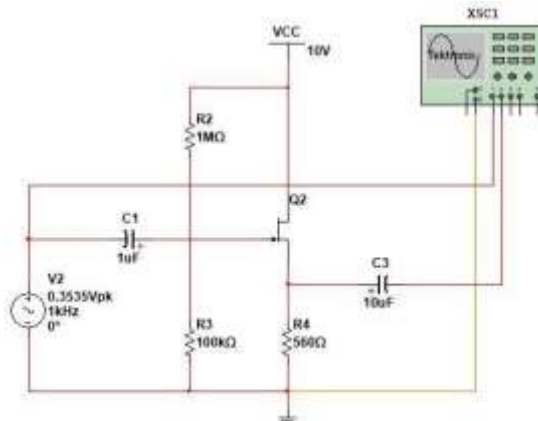 XSC1
Tektronix
VCC
10V
R2
1MΩ
Q2
C1
1uF
V2
0.3535Vpk
1kHz
0°
C3
10uF
R3
100kΩ
R4
560Ω